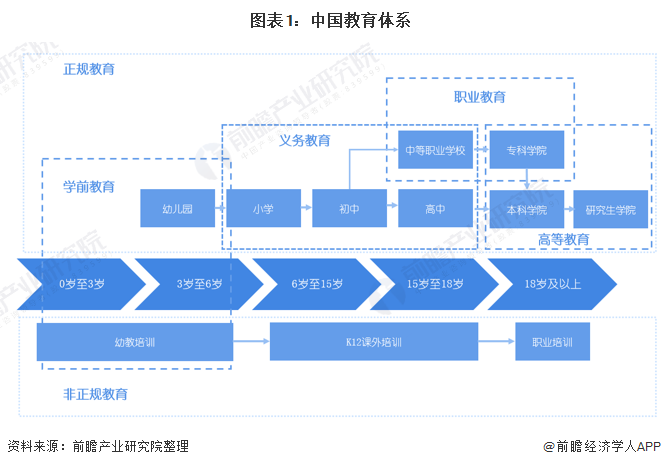 图表1：中国教育体系
正规教育
职业教育
义务教育
中等职业学校
专科学院
学前教育
幼儿园
小学
初中
高中
本科学院
研究生学院
高等教育
0岁至3岁
3岁至6岁
6岁至15岁
15岁至18岁
18岁及以上
幼教培训
K12课外培训
职业培训
非正规教育
资料来源：前瞻产业研究院整理
@前瞻经济学人APP
前瞻产业研究院